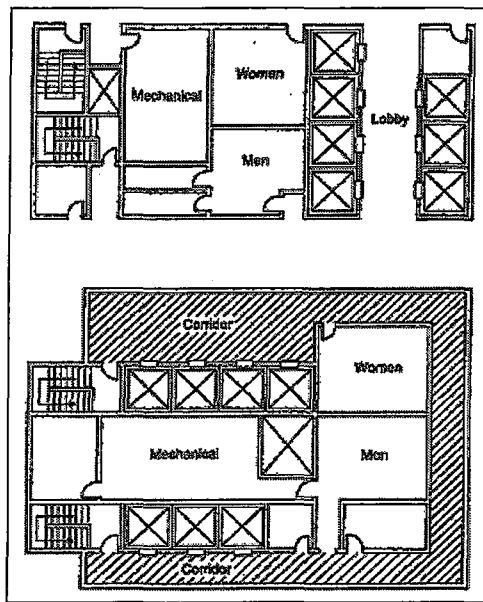 Women
Mechanical
Lobby
Men
Corridor
Women
Mechanical
Men
Corridor